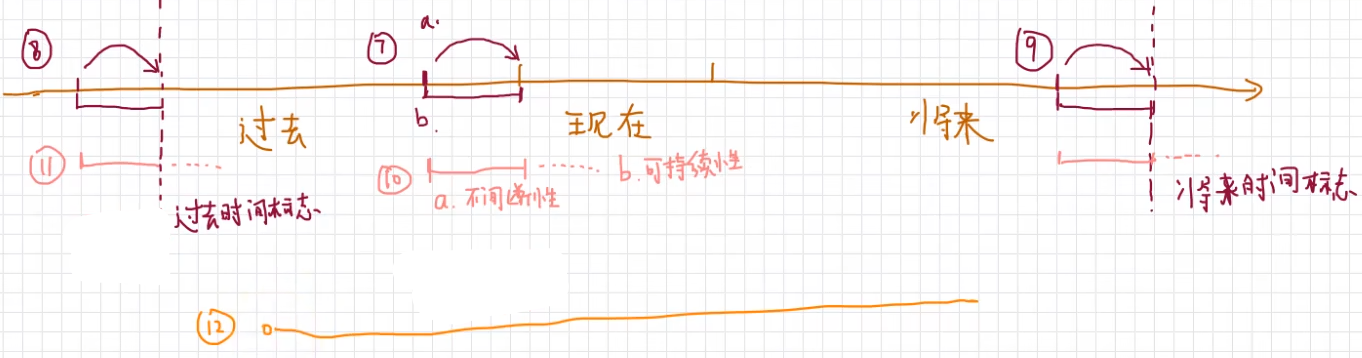 ⑧ ⑦ a. ⑨
b.
过去 现在 将来
⑪ ⑩ b.可持续性
a. 不间断性
过去时间标志 将来时间标志
⑫